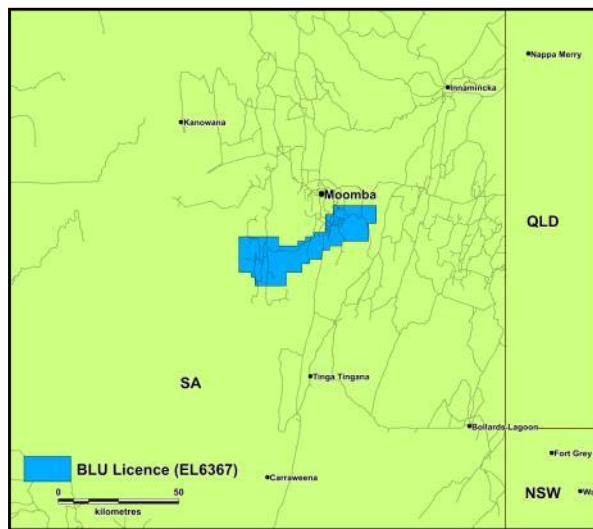 Nappa Merry
Innamincka
Kanowana
Moomba
QLD
SA
Tinga Tingana
Bollards Lagoon
Fort Grey
BLU Licence (EL6367)
Carraweena
NSW
Wa
0 50
kilometres